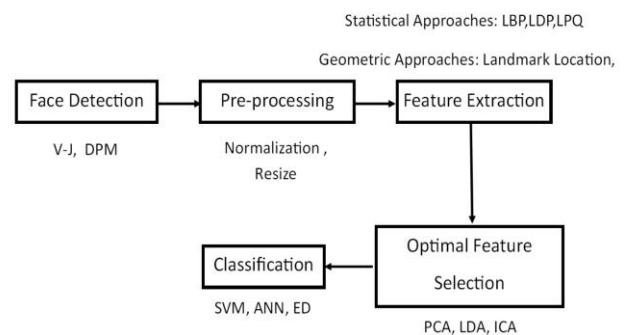 Statistical Approaches: LBP,LDP,LPQ
Geometric Approaches: Landmark Location,
Face Detection
Pre-processing
Feature Extraction
V-J, DPM
Normalization ,
Resize
Optimal Feature
Selection
Classification
SVM, ANN, ED
PCA, LDA, ICA